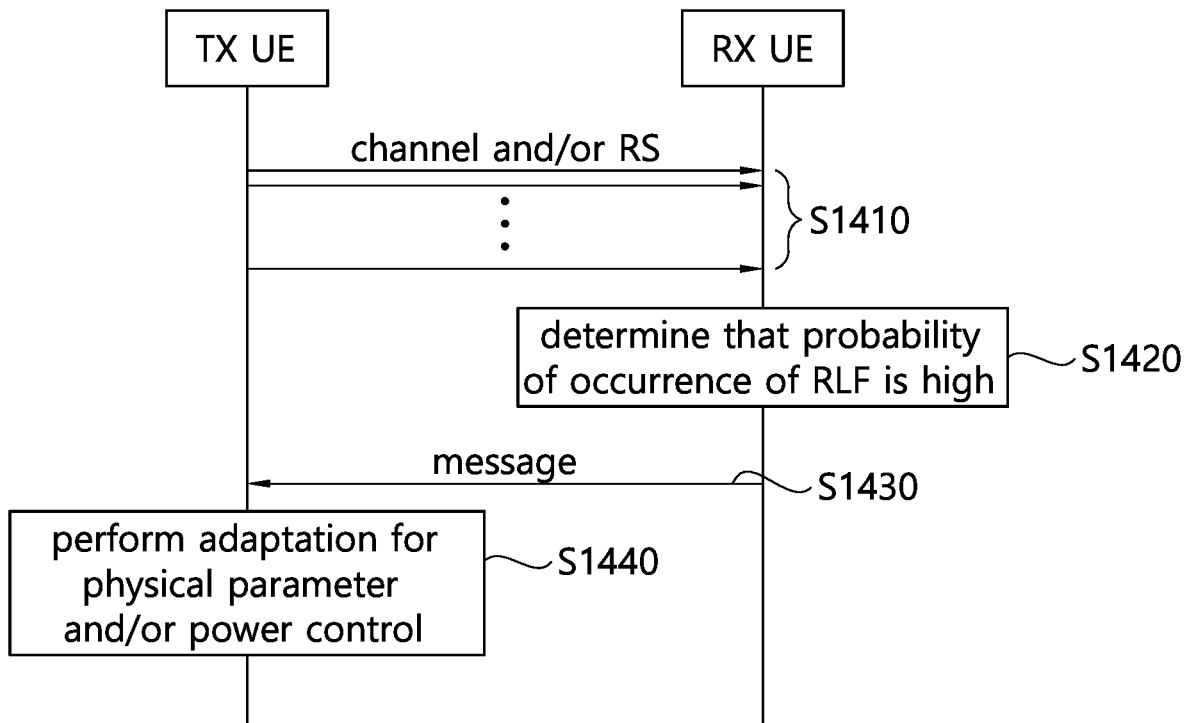 TX UE
RX UE
channel and/or RS
S1410
determine that probability
of occurrence of RLF is high
S1420
message
S1430
perform adaptation for
physical parameter
and/or power control
S1440